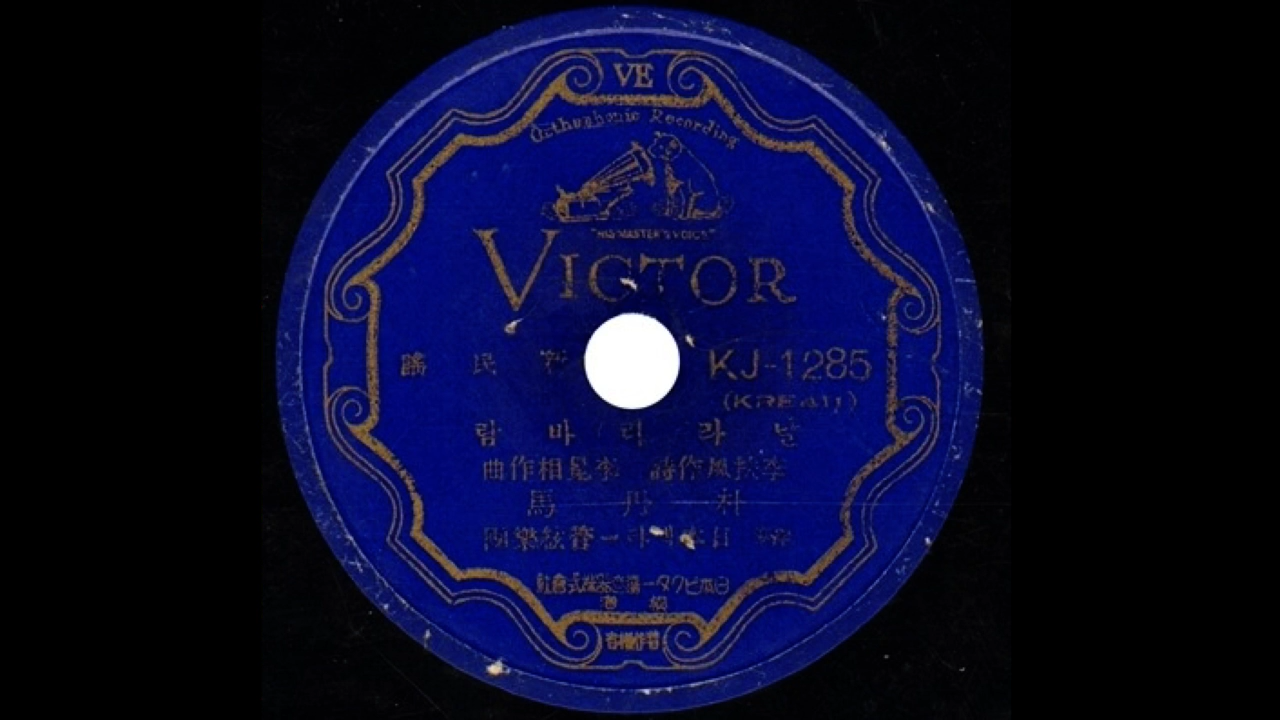 VE
Orthophonic Recording
"HIS MASTER'S VOICE"
VICTOR
KJ-1285
新民謠
날라리바람
李扶風作詩 李冕相作曲
朴丹馬
日本빅타ー管絃樂團
日本ビクター蓄音器株式會社